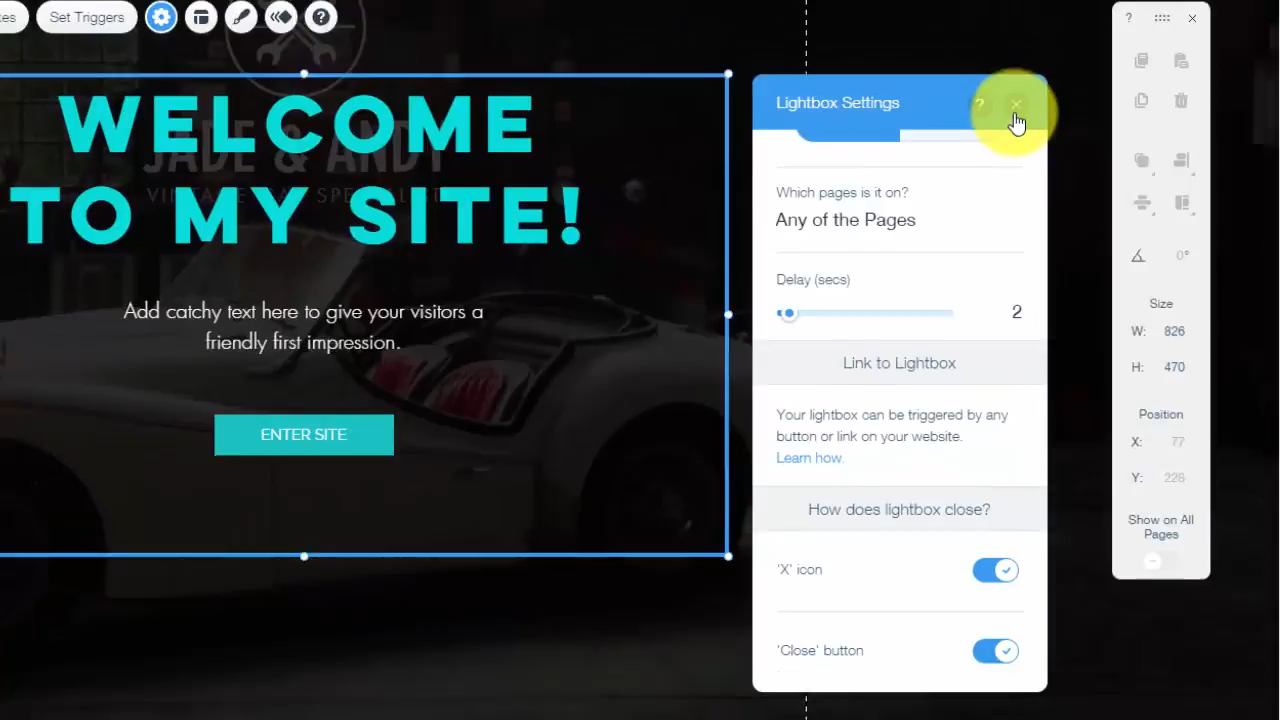 Set Triggers
?
WELCOME
TO MY SITE!
JADE & ANDY
Add catchy text here to give your visitors a
friendly first impression.
ENTER SITE
Lightbox Settings
?
Which pages is it on?
Any of the Pages
Delay (secs)
2
Link to Lightbox
Your lightbox can be triggered by any
button or link on your website.
Learn how.
How does lightbox close?
'X' icon
'Close' button
?
0°
Size
W: 826
H: 470
Position
X: 77
Y: 228
Show on All
Pages